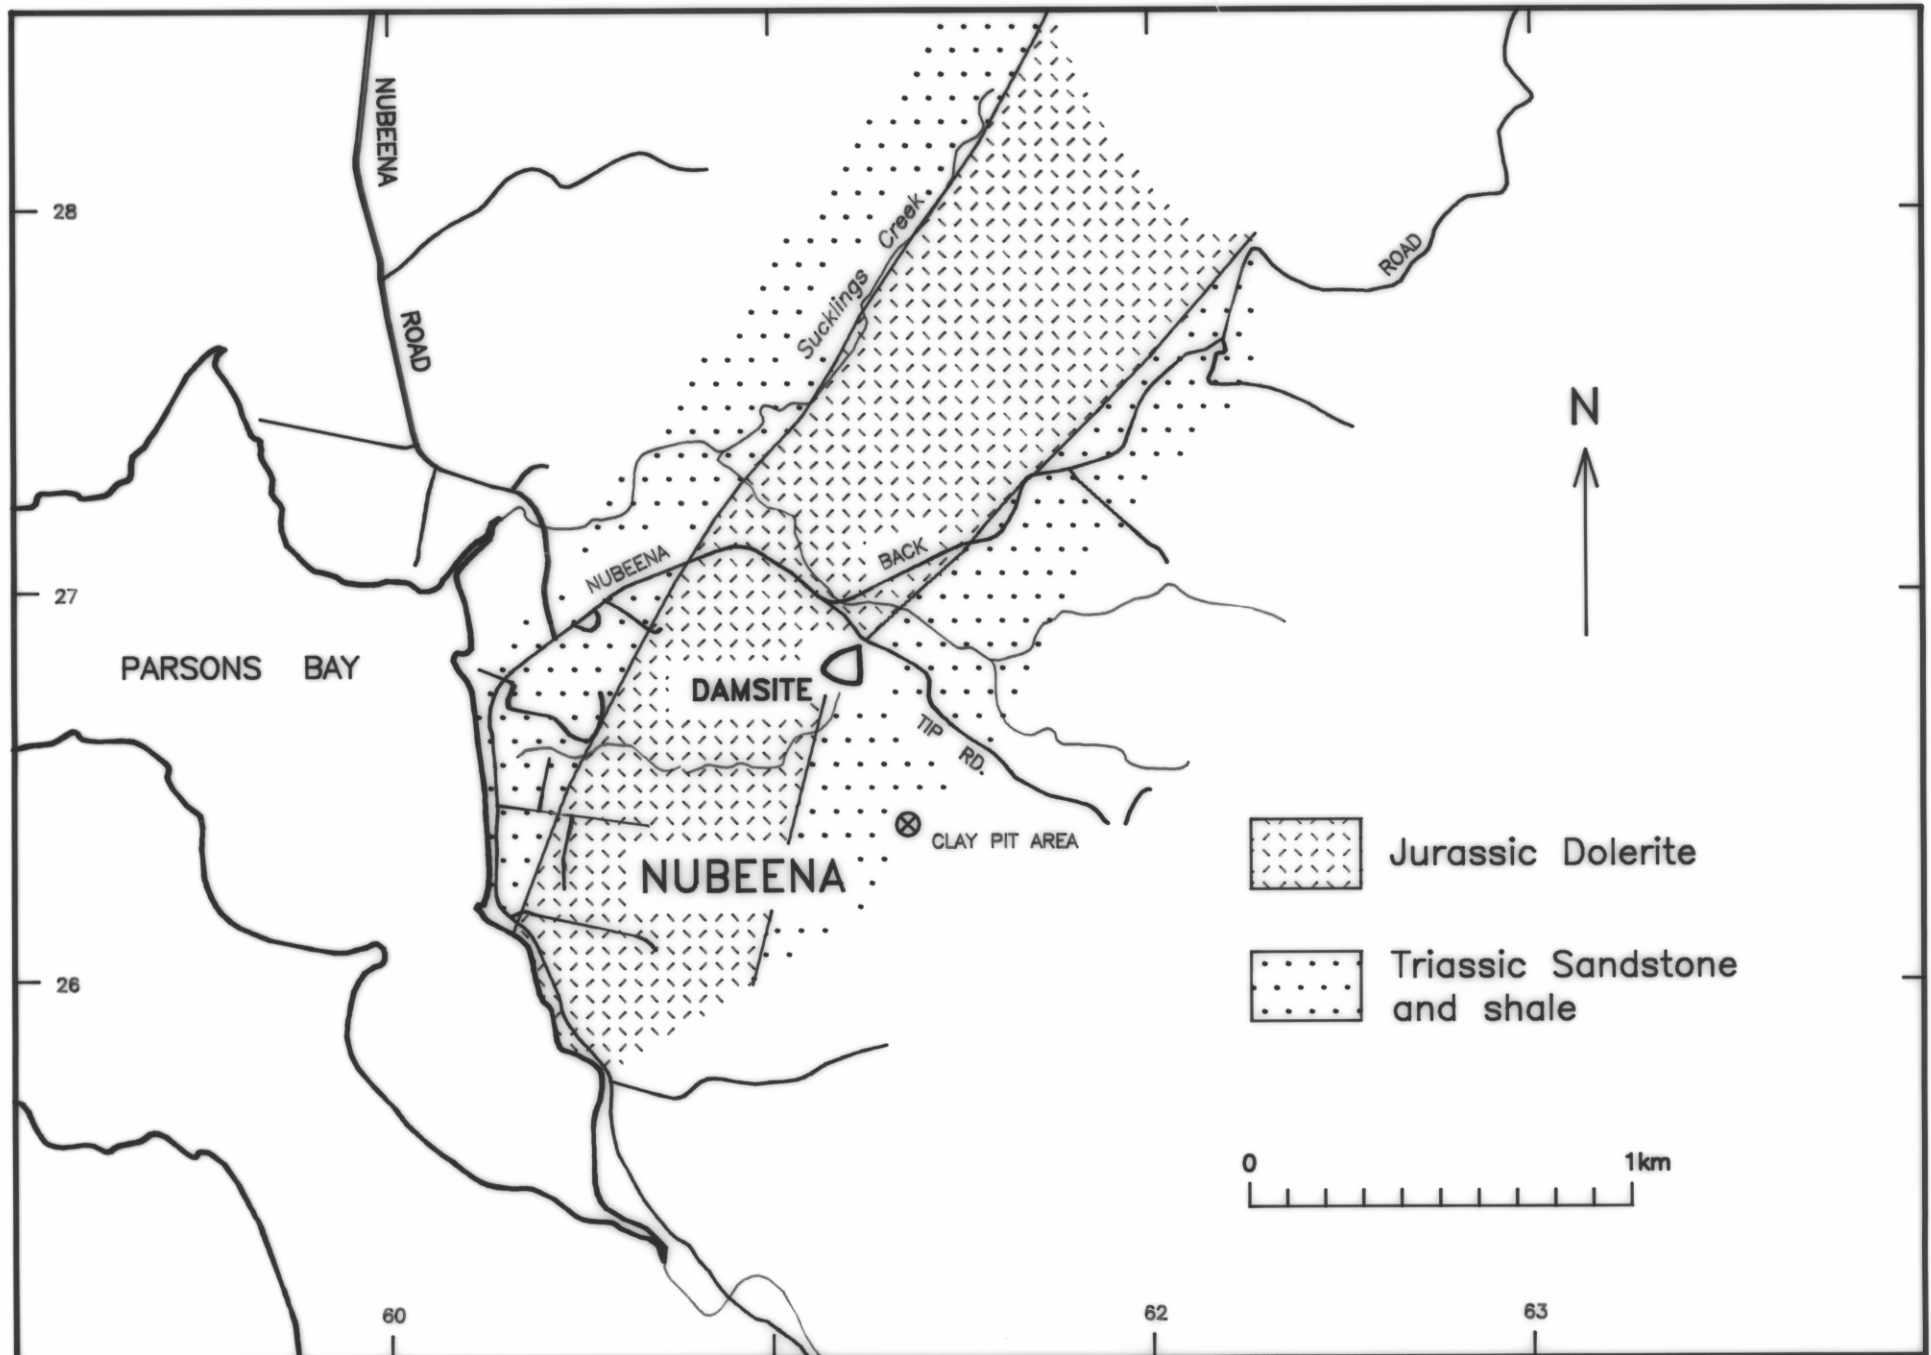 NUBEENA
ROAD
28
Sucklings Creek
ROAD
N
27
NUBEENA
BACK
PARSONS BAY
DAMSITE
TIP RD.
CLAY PIT AREA
NUBEENA
Jurassic Dolerite
Triassic Sandstone
and shale
26
0 1km
60 62 63